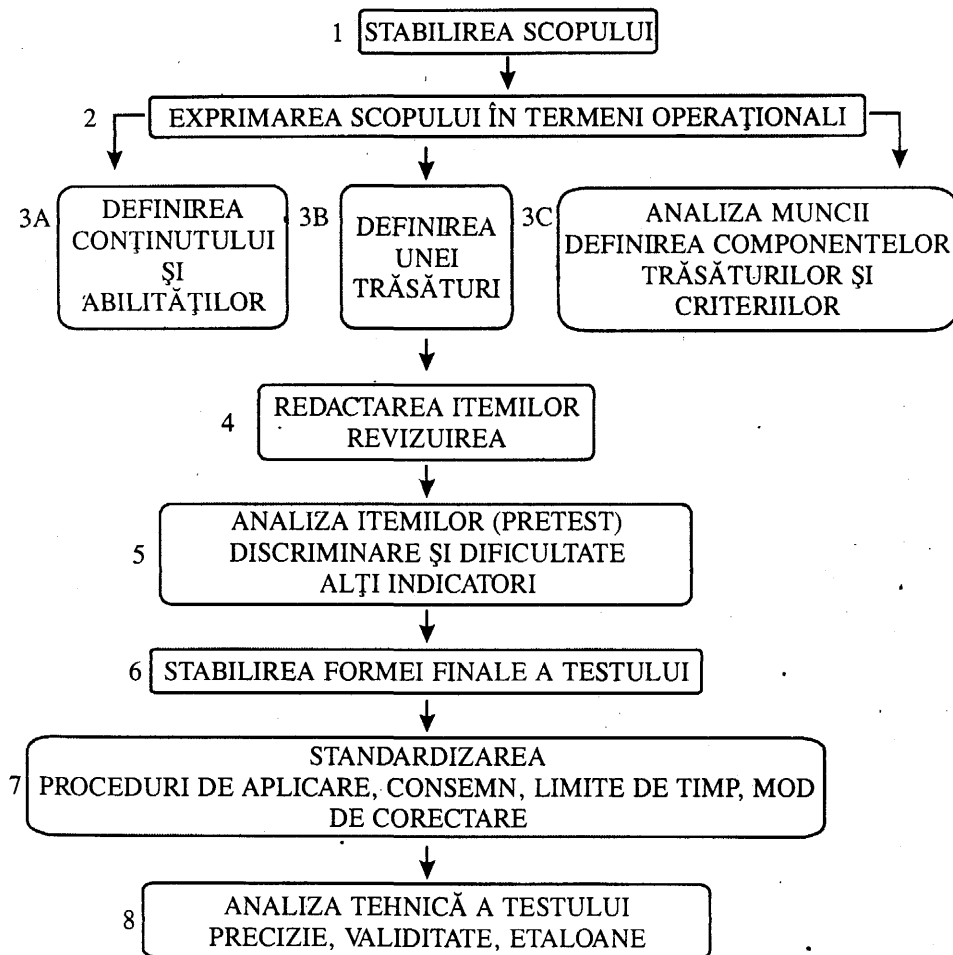 1 STABILIREA SCOPULUI
2 EXPRIMAREA SCOPULUI ÎN TERMENI OPERAŢIONALI
3A DEFINIREA
CONŢINUTULUI
ŞI
ABILITĂŢILOR
3B DEFINIREA
UNEI
TRĂSĂTURI
3C ANALIZA MUNCII
DEFINIREA COMPONENTELOR
TRĂSĂTURILOR ŞI
CRITERIILOR
4 REDACTAREA ITEMILOR
REVIZUIREA
5 ANALIZA ITEMILOR (PRETEST)
DISCRIMINARE ŞI DIFICULTATE
ALŢI INDICATORI
6 STABILIREA FORMEI FINALE A TESTULUI
7 STANDARDIZAREA
PROCEDURI DE APLICARE, CONSEMN, LIMITE DE TIMP, MOD
DE CORECTARE
8 ANALIZA TEHNICĂ A TESTULUI
PRECIZIE, VALIDITATE, ETALOANE